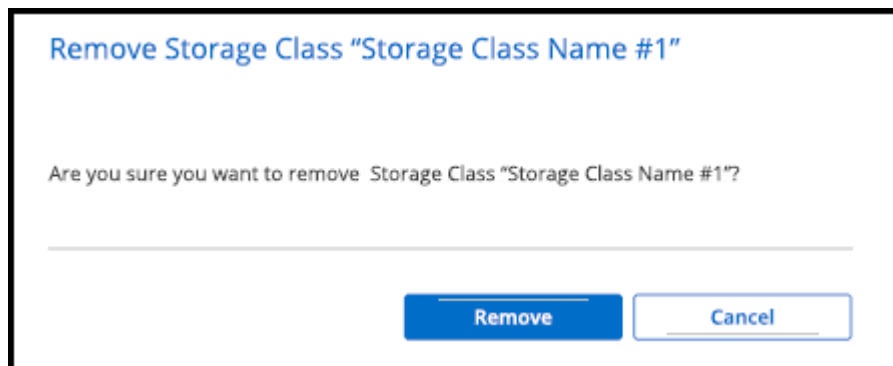 Remove Storage Class “Storage Class Name #1”
Are you sure you want to remove  Storage Class “Storage Class Name #1”?
Remove
Cancel